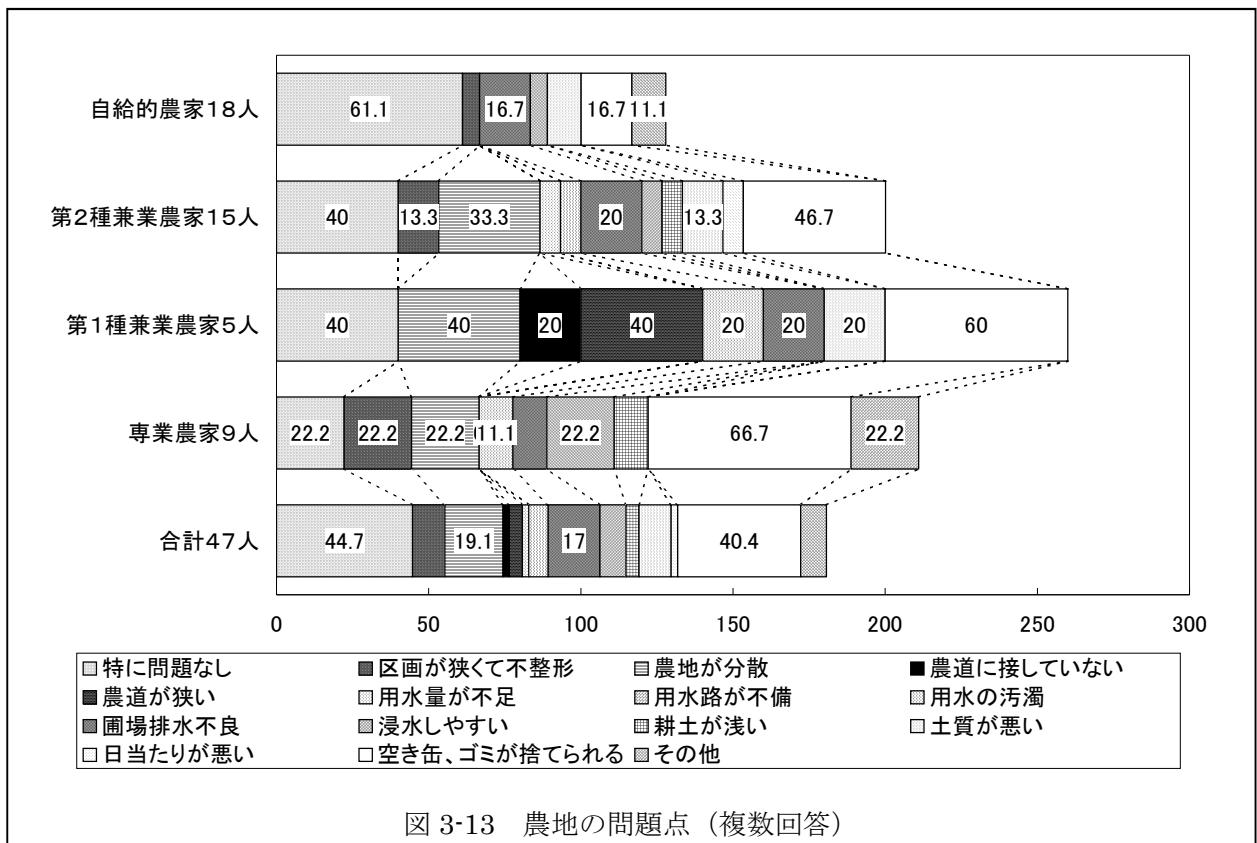 自給的農家18人
61.1
16.7
16.7
11.1
第2種兼業農家15人
40
13.3
33.3
20
13.3
46.7
第1種兼業農家5人
40
40
20
40
20
20
20
60
専業農家9人
22.2
22.2
22.2
11.1
22.2
66.7
22.2
合計47人
44.7
19.1
17
40.4
0 50 100 150 200 250 300
特に問題なし 区画が狭くて不整形 農地が分散 農道に接していない
農道が狭い 用水量が不足 用水路が不備 用水の汚濁
圃場排水不良 浸水しやすい 耕土が浅い 土質が悪い
日当たりが悪い 空き缶、ゴミが捨てられる その他
図 3-13 農地の問題点（複数回答）